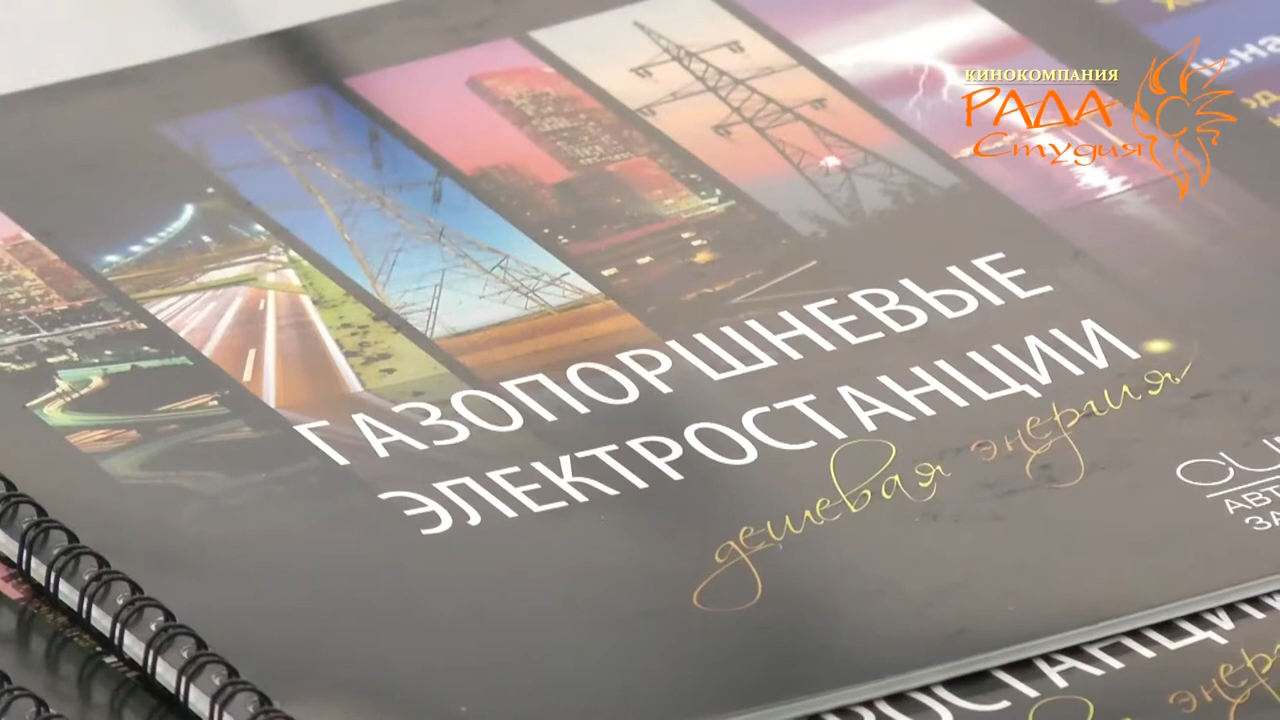 КИНОКОМПАНИЯ
РАДА
Студия
ГАЗОПОРШНЕВЫЕ
ЭЛЕКТРОСТАНЦИИ
дешевая энергия